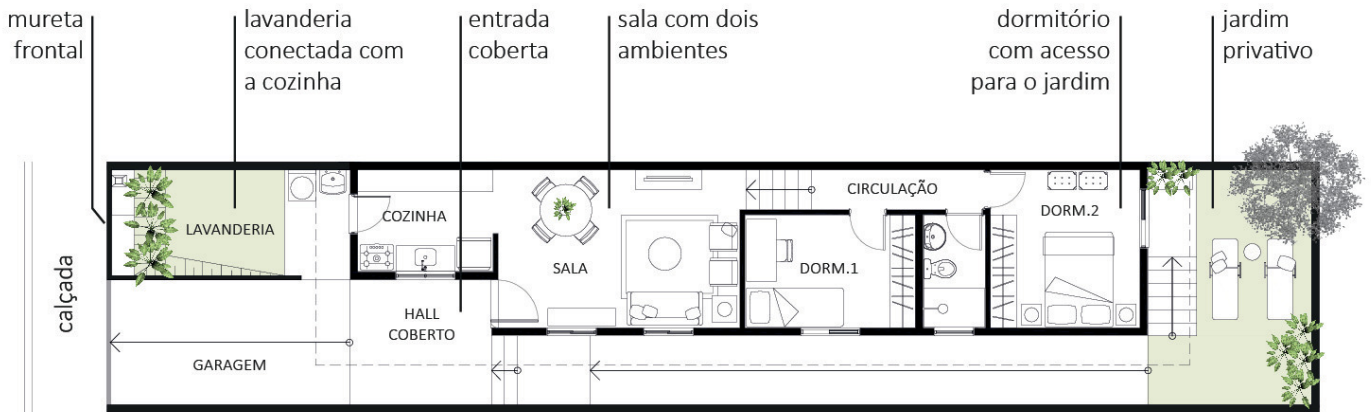 mureta
frontal
lavanderia
conectada com
a cozinha
entrada
coberta
sala com dois
ambientes
dormitório
com acesso
para o jardim
jardim
privativo
calçada
LAVANDERIA
COZINHA
SALA
CIRCULAÇÃO
DORM.1
DORM.2
HALL
COBERTO
GARAGEM